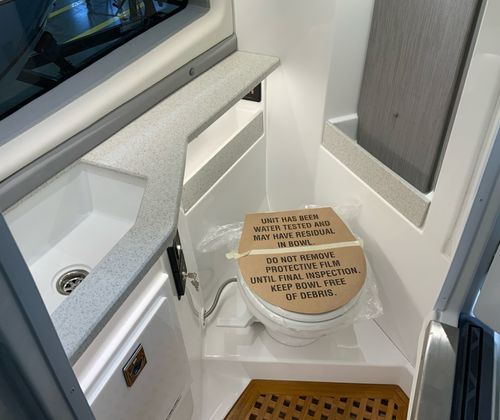 UNIT HAS BEEN
WATER TESTED AND
MAY HAVE RESIDUAL
IN BOWL.
DO NOT REMOVE
PROTECTIVE FILM
UNTIL FINAL INSPECTION.
KEEP BOWL FREE
OF DEBRIS.